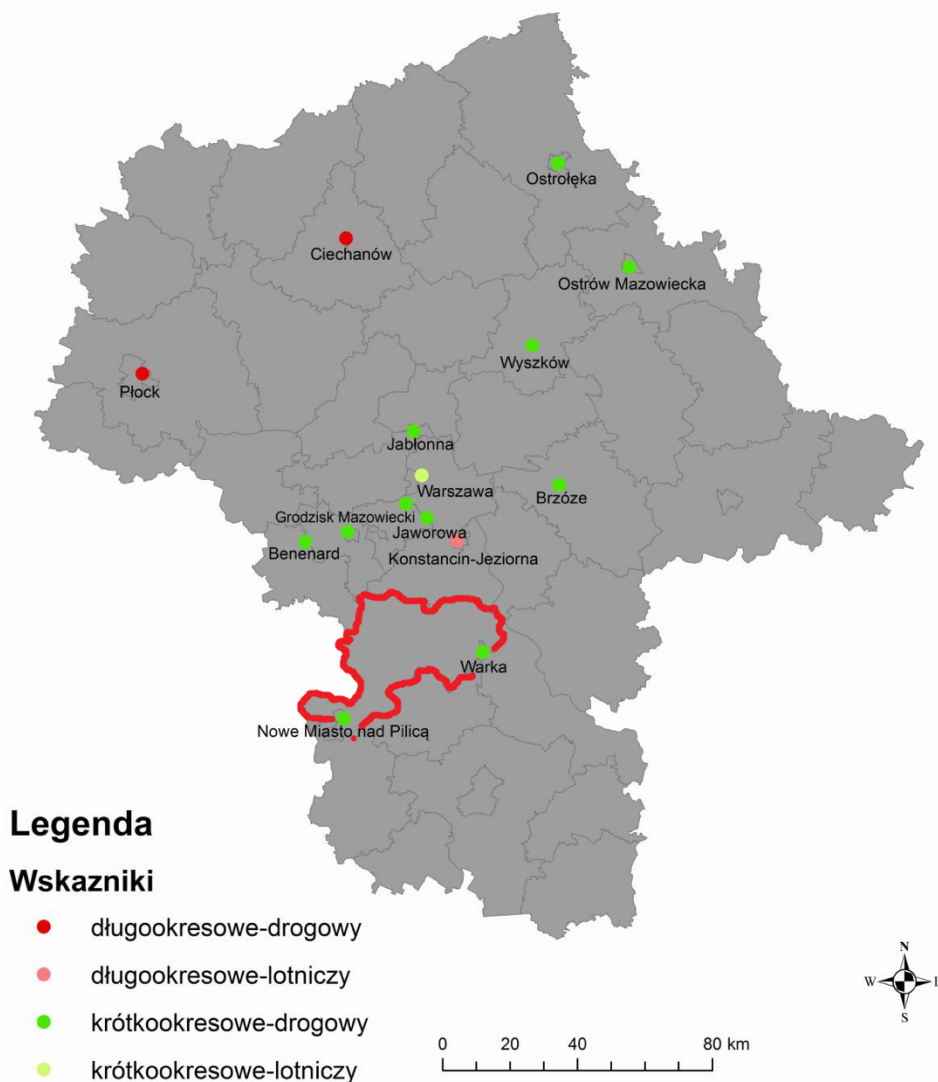 Ostrołęka
Ciechanów
Ostrów Mazowiecka
Wyszków
Płock
Jabłonna
Warszawa
Brzóze
Grodzisk Mazowiecki
Jaworowa
Benenard
Konstancin-Jeziorna
Warka
Nowe Miasto nad Pilicą
Legenda
Wskazniki
długookresowe-drogowy
długookresowe-lotniczy
krótkookresowe-drogowy
krótkookresowe-lotniczy
N
W E
S
0 20 40 80 km